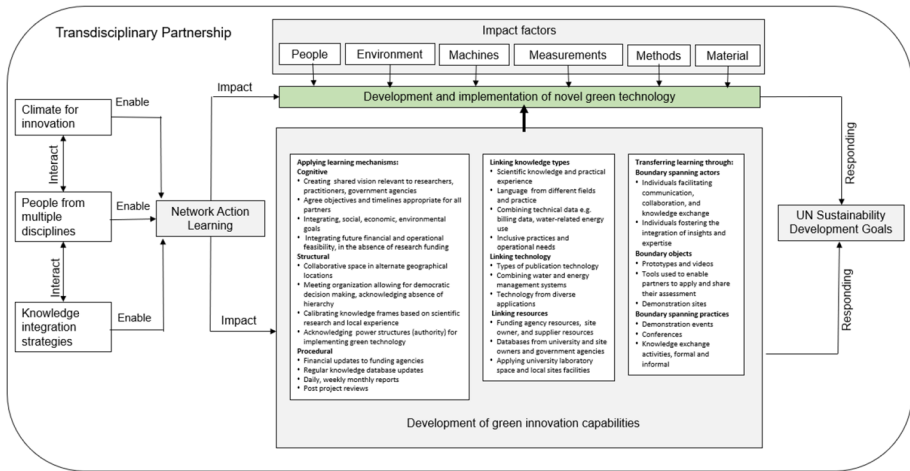 Transdisciplinary Partnership
Impact factors
People
Environment
Machines
Measurements
Methods
Material
Impact
Development and implementation of novel green technology
Enable
Climate for
innovation
Interact
People from
multiple
disciplines
Enable
Interact
Knowledge
integration
strategies
Enable
Network Action
Learning
Impact
Applying learning mechanisms:
Cognitive
• Creating shared vision relevant to researchers,
practitioners, government agencies
• Agree objectives and timelines appropriate for all
partners
• Integrating, social, economic, environmental
goals
• Integrating future financial and operational
feasibility, in the absence of research funding
Structural
• Collaborative space in alternate geographical
locations
• Meeting organization allowing for democratic
decision making, acknowledging absence of
hierarchy
• Calibrating knowledge frames based on scientific
research and local experience
• Acknowledging power structures (authority) for
implementing green technology
Procedural
• Financial updates to funding agencies
• Regular knowledge database updates
• Daily, weekly monthly reports
• Post project reviews
Linking knowledge types
• Scientific knowledge and practical
experience
• Language from different fields
and practice
• Combining technical data e.g.
billing data, water-related energy
use
• Inclusive practices and
operational needs
Linking technology
• Types of publication technology
• Combining water and energy
management systems
• Technology from diverse
applications
Linking resources
• Funding agency resources, site
owner, and supplier resources
• Databases from university and site
owners and government agencies
• Applying university laboratory
space and local sites facilities
Transferring learning through:
Boundary spanning actors
• Individuals facilitating
communication,
collaboration, and
knowledge exchange
• Individuals fostering the
integration of insights and
expertise
Boundary objects
• Prototypes and videos
• Tools used to enable
partners to apply and share
their assessment
• Demonstration sites
Boundary spanning practices
• Demonstration events
• Conferences
• Knowledge exchange
activities, formal and
informal
Development of green innovation capabilities
Responding
UN Sustainability
Development Goals
Responding